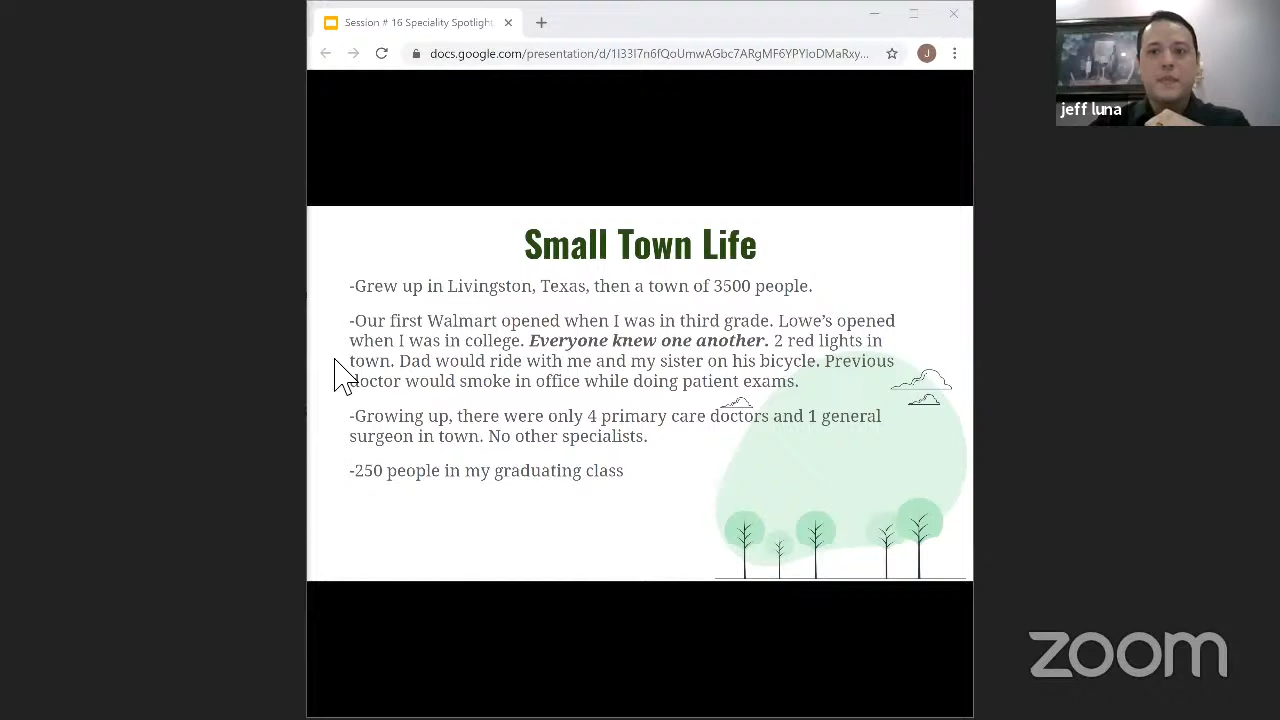 Session # 16 Speciality Spotlight
docs.google.com/presentation/d/1I33I7n6fQoUmwAGbc7ARgMF6YPYIoDMaRxy...
J
jeff luna
Small Town Life
-Grew up in Livingston, Texas, then a town of 3500 people.
-Our first Walmart opened when I was in third grade. Lowe's opened
when I was in college. Everyone knew one another. 2 red lights in
town. Dad would ride with me and my sister on his bicycle. Previous
doctor would smoke in office while doing patient exams.
-Growing up, there were only 4 primary care doctors and 1 general
surgeon in town. No other specialists.
-250 people in my graduating class
zoom